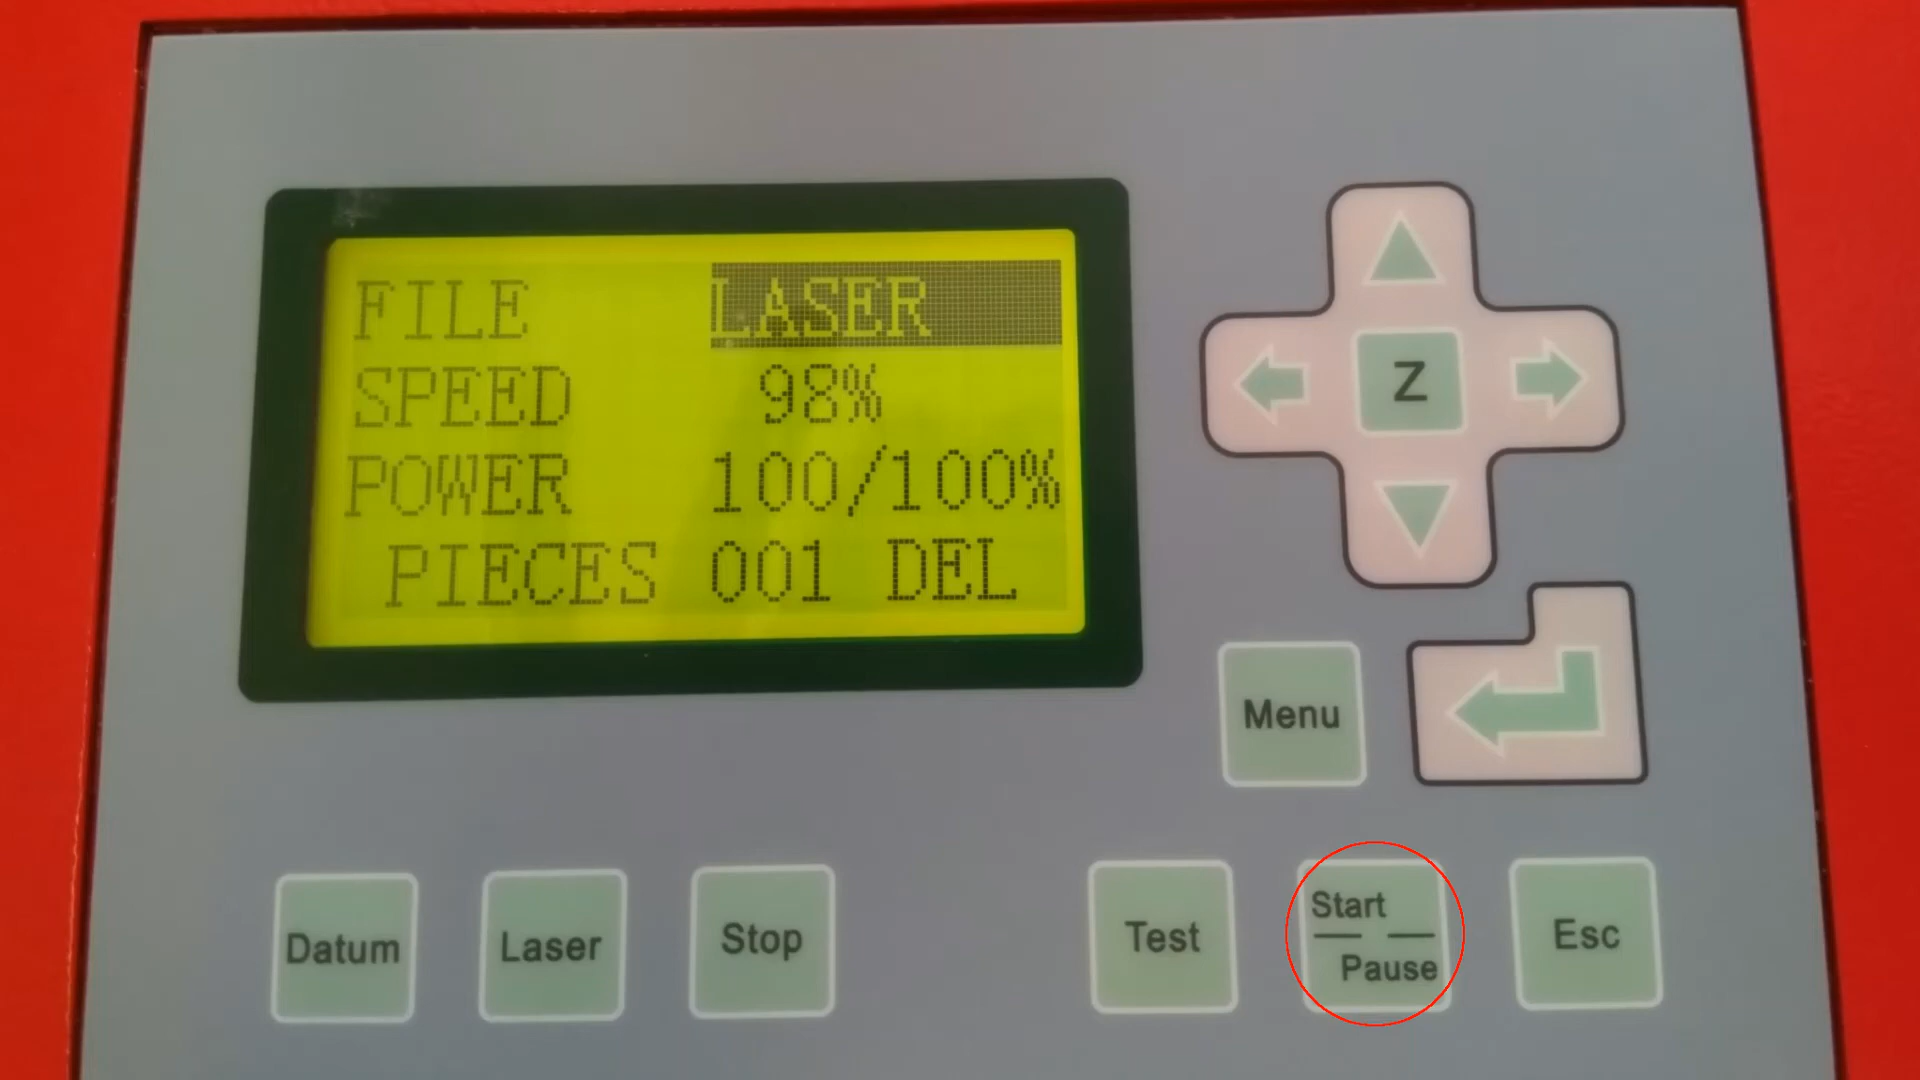 FILE LASER
SPEED 98%
POWER 100/100%
PIECES 001 DEL
Z
Menu
Datum
Laser
Stop
Test
Start
Pause
Esc